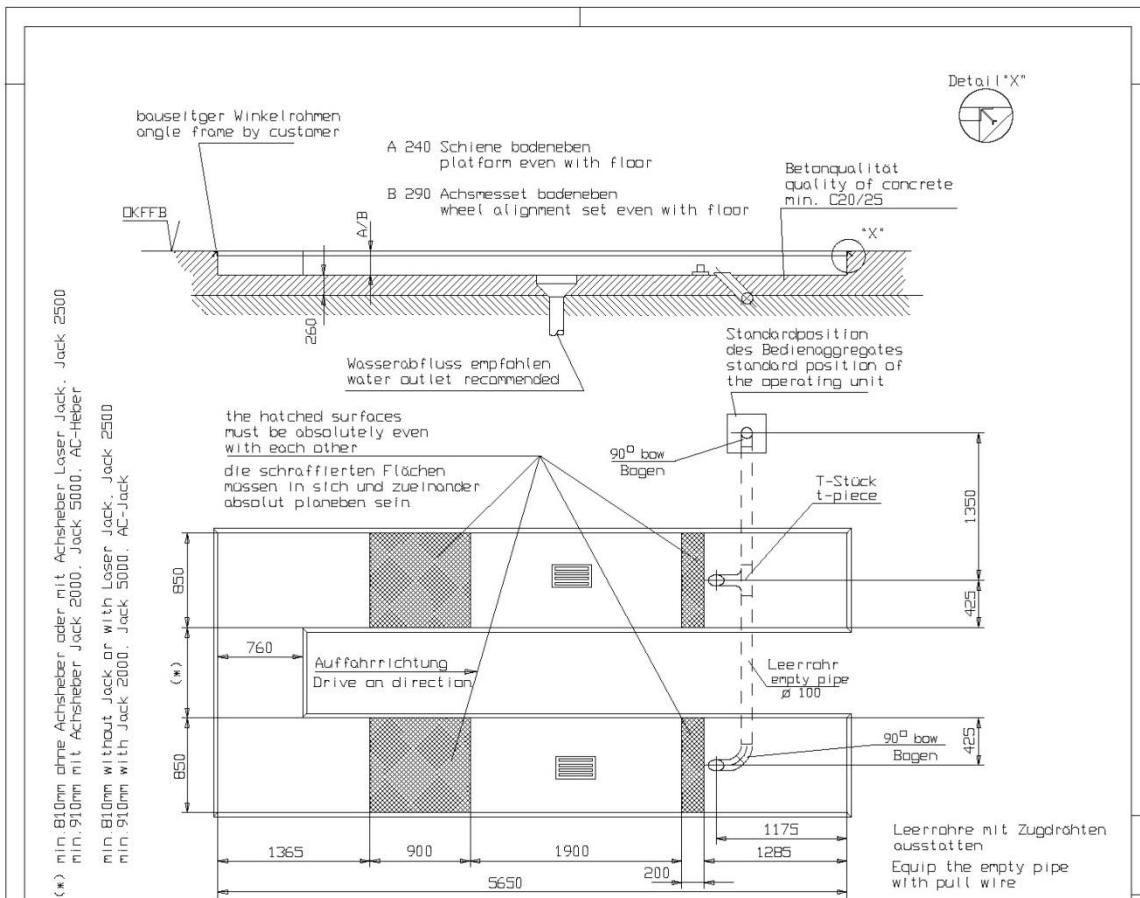 Detail"X"
bauseitger Winkelrahmen
angle frame by customer
A 240 Schiene bodeneben
platform even with floor
B 290 Achsmesset bodeneben
wheel alignment set even with floor
Betonqualität
quality of concrete
min. C20/25
OKFFB
A/B
"X"
260
Wasserabfluss empfohlen
water outlet recommended
Standardposition
des Bedienaggregates
standard position of
the operating unit
the hatched surfaces
must be absolutely even
with each other
die schraffierten Flächen
müssen in sich und zueinander
absolut planeben sein
90° bow
Bogen
T-Stück
t-piece
1350
850
425
760
(*)
Auffahrrichtung
Drive on direction
Leerrohr
empty pipe
ø 100
850
425
90° bow
Bogen
1175
1365
900
1900
200
1285
5650
Leerrohre mit Zugdrähten
ausstatten
Equip the empty pipe
with pull wire
(*) min.810mm ohne Achsheber oder mit Achsheber Laser Jack, Jack 2500
min.910mm mit Achsheber Jack 2000, Jack 5000, AC-Heber
min.810mm without Jack or with Laser Jack, Jack 2500
min.910mm with Jack 2000, Jack 5000, AC-Jack